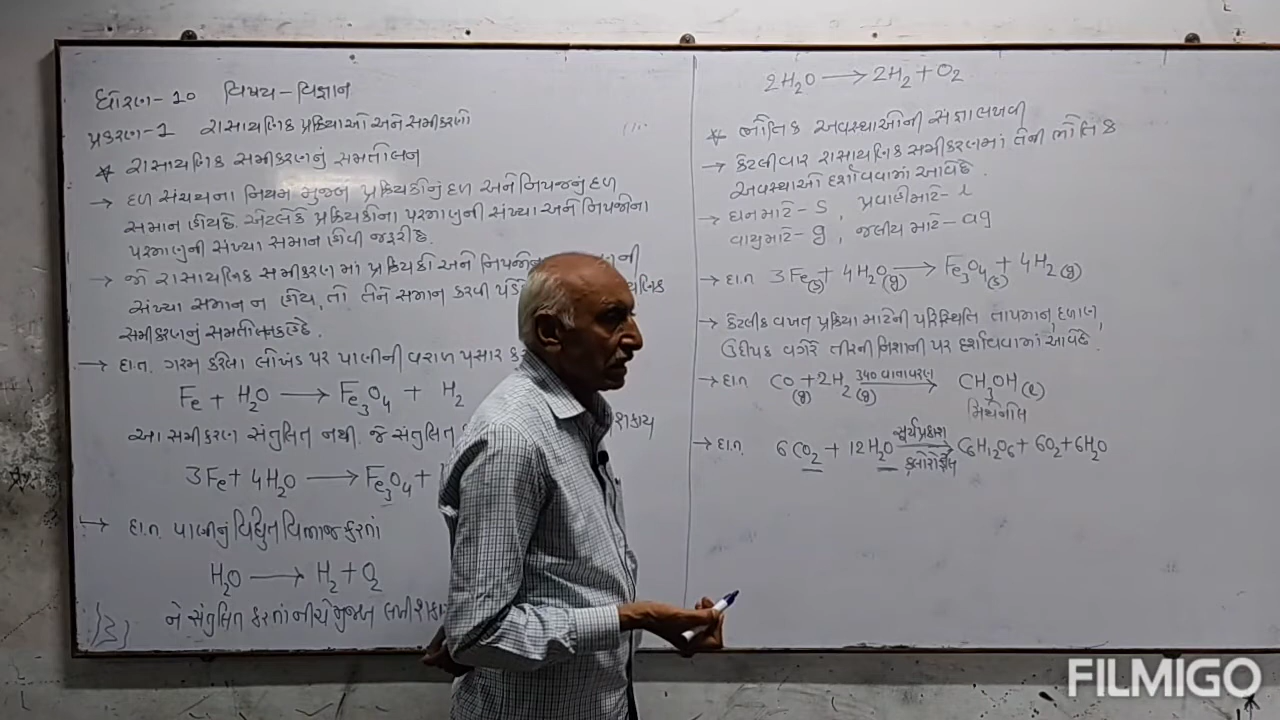 ધોરણ-10 વિષય-વિજ્ઞાન
પ્રકરણ-1 રાસાયણિક પ્રક્રિયાઓ અને સમીકરણો
* રાસાયણિક સમીકરણનું સમતોલન
→ દળ સંચયના નિયમ મુજબ પ્રક્રિયકોનું દળ અને નિપજનું દળ
સમાન હોય છે. એટલેકે પ્રક્રિયકોના પરમાણુની સંખ્યા અને નિપજોના
પરમાણુની સંખ્યા સમાન હોવી જરૂરી છે.
→ જો રાસાયણિક સમીકરણમાં પ્રક્રિયકો અને
સંખ્યા સમાન ન હોય, તો તેને સમાન કરવી
સમીકરણનું
→ દા.ત. ગરમ કરેલા લોખંડ પર પાણીની વરાળ પસાર
Fe + H₂O → Fe₃O₄ + H₂
આ સમીકરણ સંતુલિત નથી. જે સંતુલિત શકાય
3Fe + 4H₂O → Fe₃O₄ +
→ દા.ત. પાણીનું વિદ્યુત વિભાજન કરતાં
H₂O → H₂ + O₂
ને સંતુલિત કરતાં નીચે મુજબ લખી
2H₂O → 2H₂ + O₂
* ભૌતિક અવસ્થાઓની સંજ્ઞા લખવી
→ કેટલીવાર રાસાયણિક સમીકરણમાં તેની ભૌતિક
અવસ્થાઓ દર્શાવવામાં આવે છે.
→ ઘન માટે - s, પ્રવાહી માટે - l
વાયુ માટે - g, જલીય માટે - aq
→ દા.ત 3Fe(s) + 4H₂O(g) → Fe₃O₄(s) + 4H₂(g)
→ કેટલીક વખત પ્રક્રિયા માટેની પરિસ્થિતિ તાપમાન, દબાણ,
ઉદ્દીપક વગેરે તીરની નિશાની પર દર્શાવવામાં આવે છે.
→ દા.ત CO(g) + 2H₂(g) 340 વાતાવરણ → CH₃OH(l)
મિથેનોલ
→ દા.ત. 6CO₂ + 12H₂O સૂર્યપ્રકાશ → C₆H₁₂O₆ + 6O₂ + 6H₂O
FILMIGO